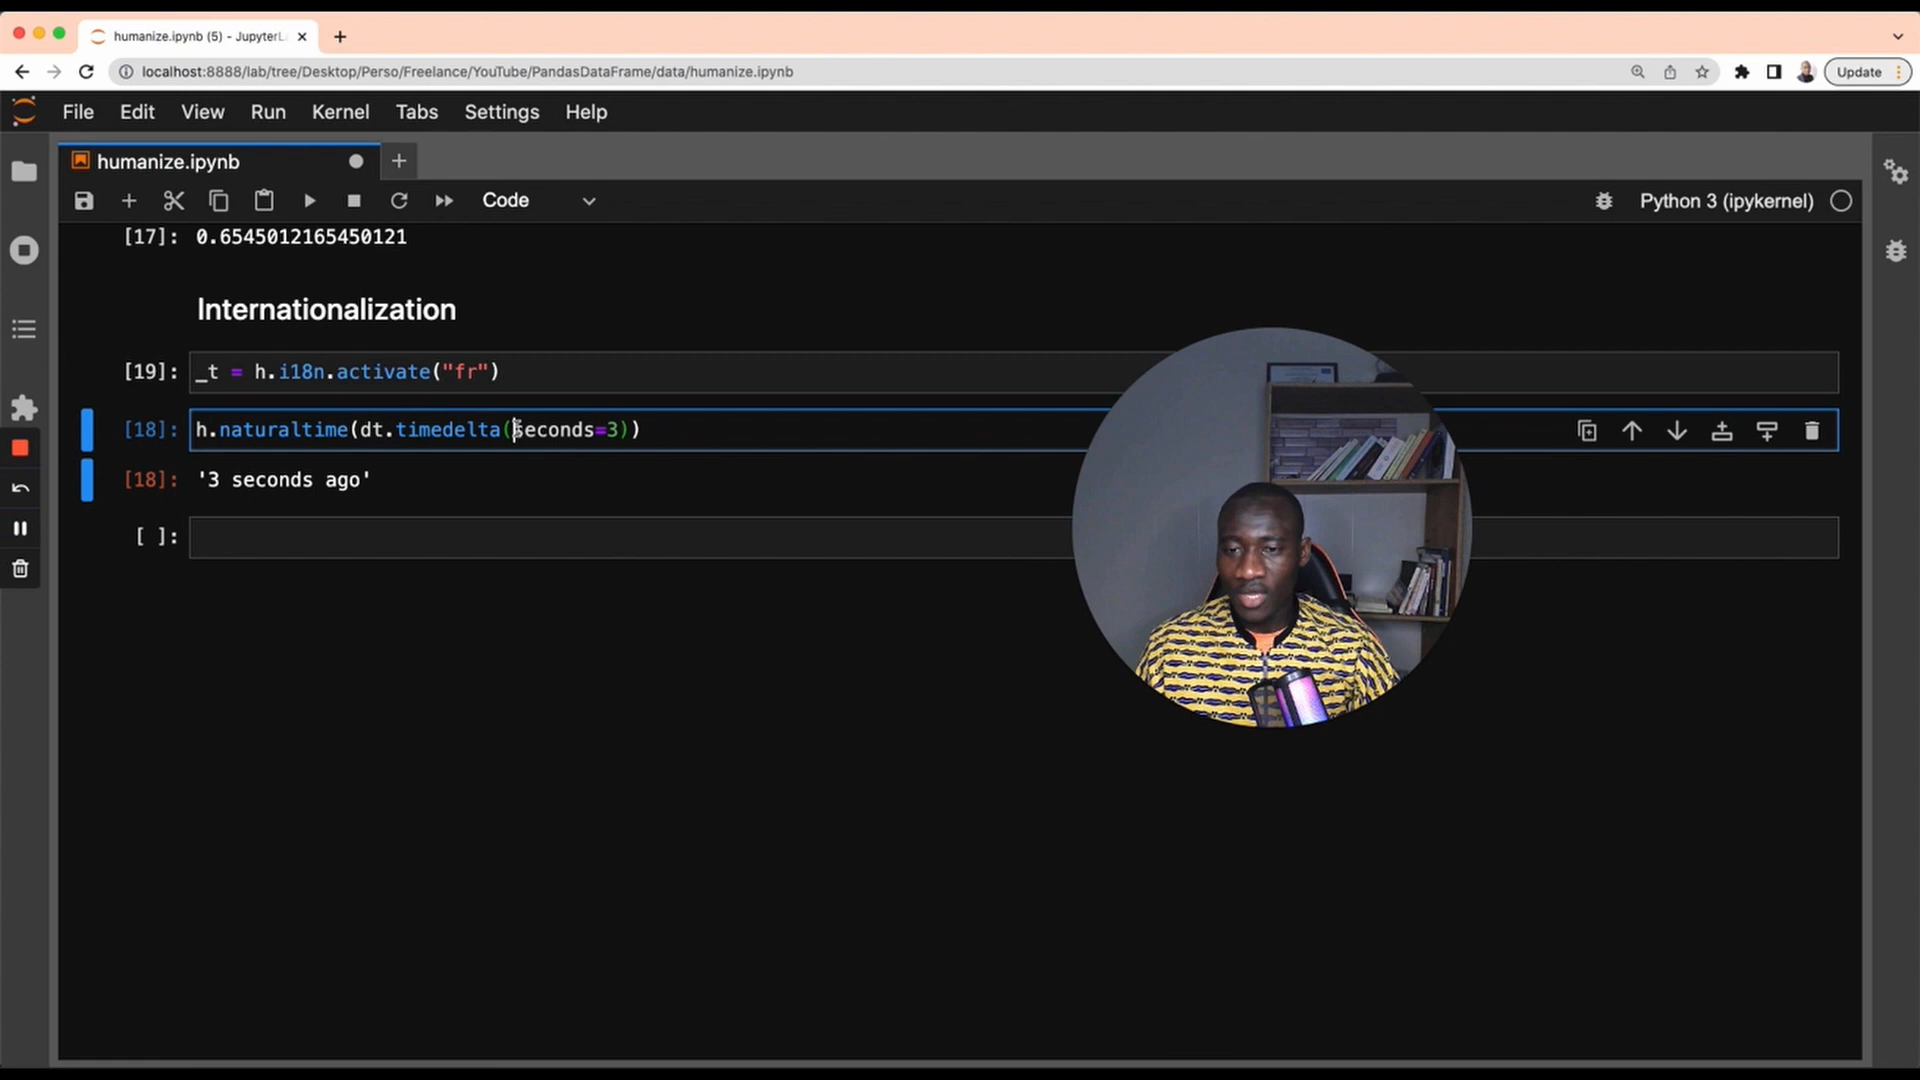 humanize.ipynb (5) - JupyterL
localhost:8888/lab/tree/Desktop/Perso/Freelance/YouTube/PandasDataFrame/data/humanize.ipynb
Update
File Edit View Run Kernel Tabs Settings Help
humanize.ipynb
Code
Python 3 (ipykernel)
[17]: 0.6545012165450121
Internationalization
[19]: _t = h.i18n.activate("fr")
[18]: h.naturaltime(dt.timedelta(seconds=3))
[18]: '3 seconds ago'
[ ]: